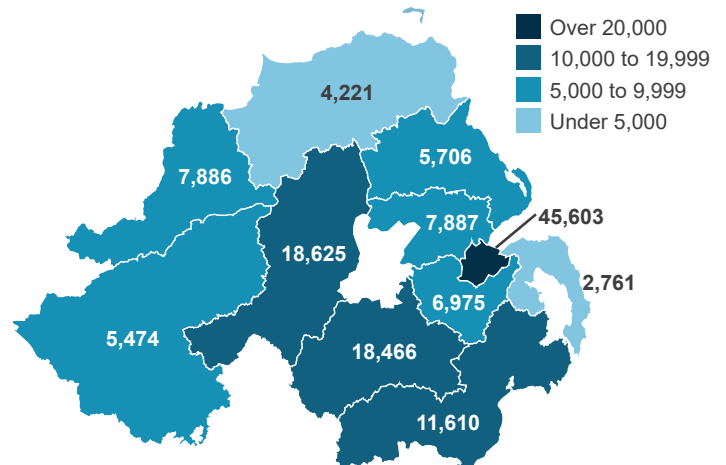 Over 20,000
10,000 to 19,999
5,000 to 9,999
Under 5,000
4,221
5,706
7,886
7,887
45,603
18,625
2,761
6,975
5,474
18,466
11,610